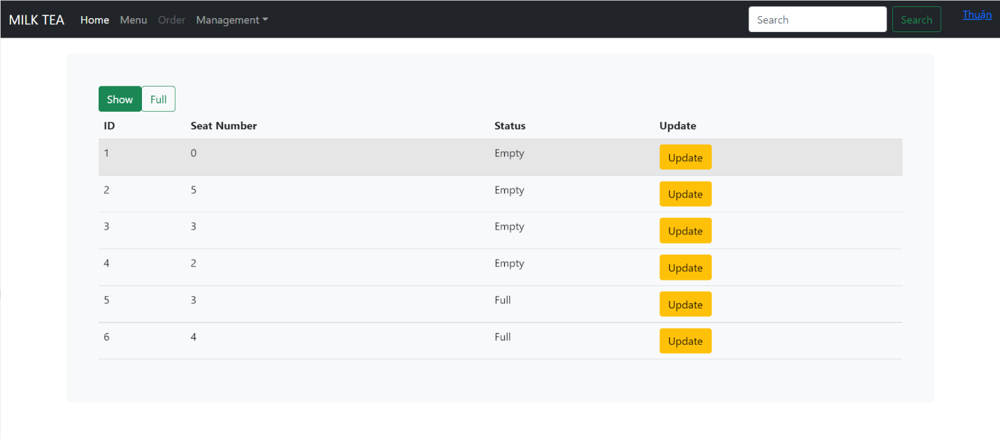 MILK TEA Home Menu Order Management Search Search Thuận
Show Full
ID Seat Number Status Update
1 0 Empty Update
2 5 Empty Update
3 3 Empty Update
4 2 Empty Update
5 3 Full Update
6 4 Full Update